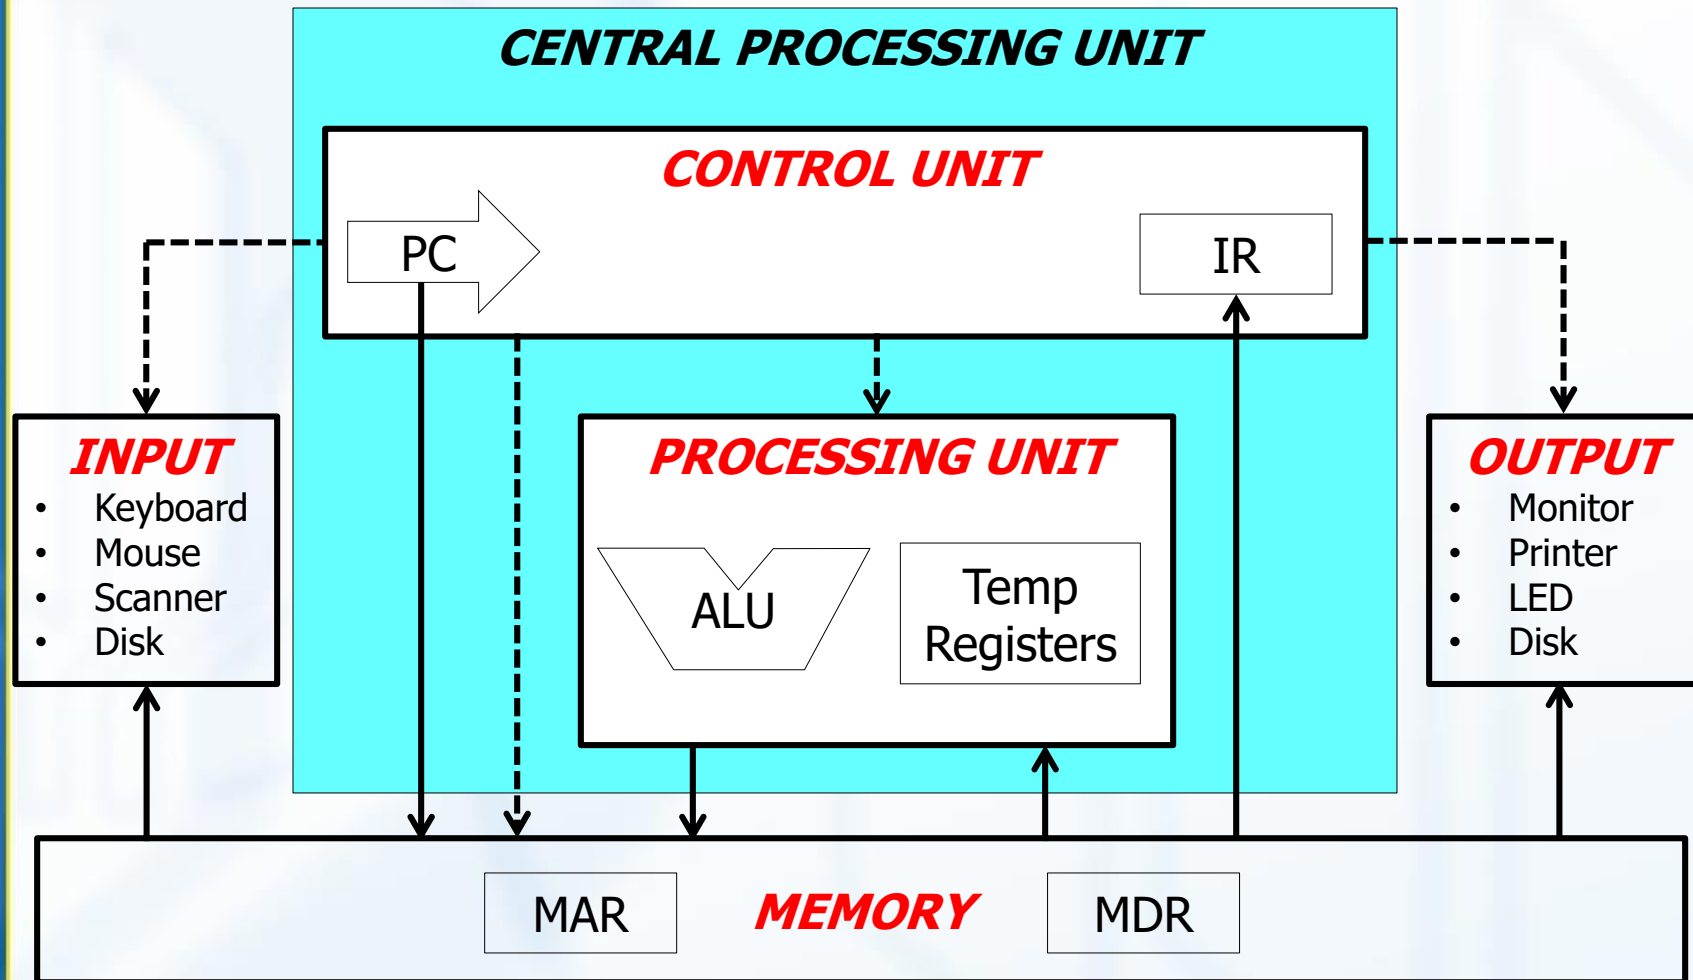 CENTRAL PROCESSING UNIT
CONTROL UNIT
PC
IR
INPUT
• Keyboard
• Mouse
• Scanner
• Disk
PROCESSING UNIT
ALU
Temp
Registers
OUTPUT
• Monitor
• Printer
• LED
• Disk
MAR
MEMORY
MDR